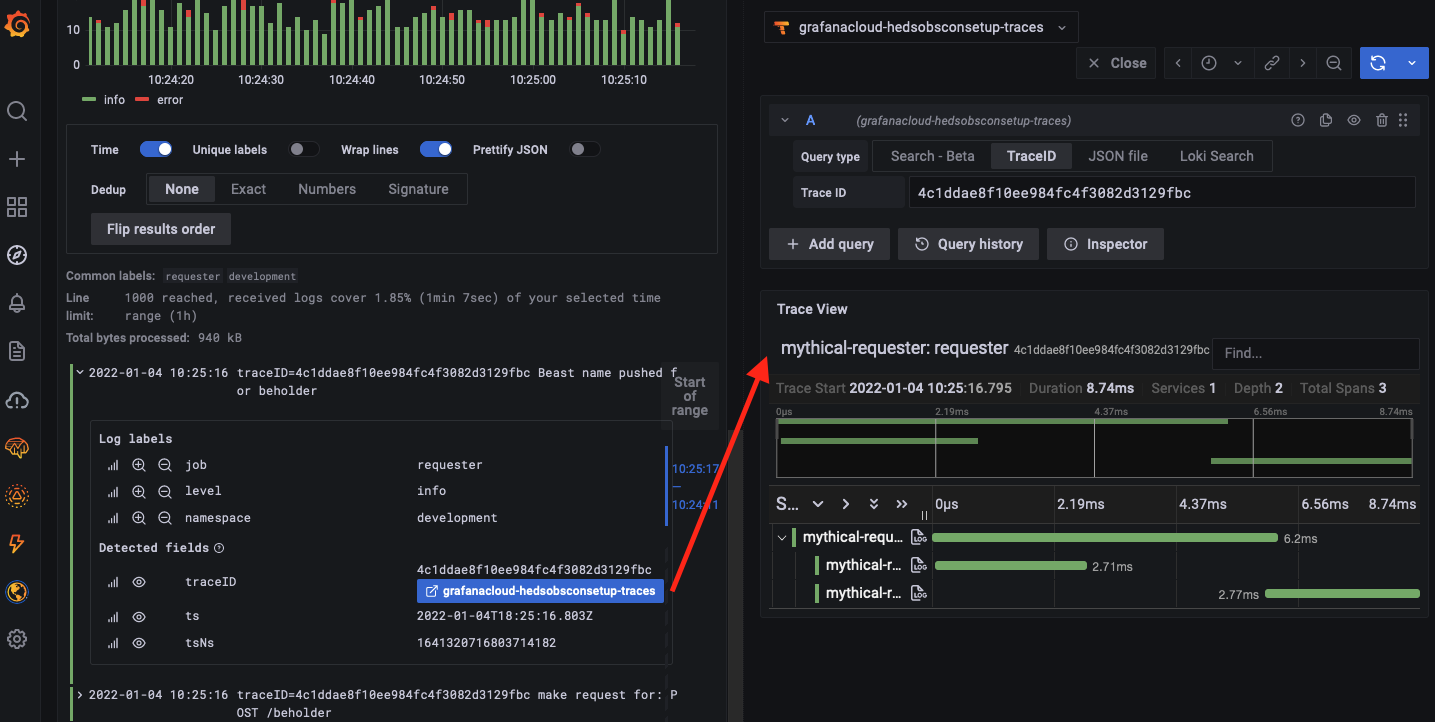 10
0
10:24:20 10:24:30 10:24:40 10:24:50 10:25:00 10:25:10
info error
Time Unique labels Wrap lines Prettify JSON
Dedup None Exact Numbers Signature
Flip results order
Common labels: requester development
Line limit: 1000 reached, received logs cover 1.85% (1min 7sec) of your selected time
range (1h)
Total bytes processed: 940 kB
2022-01-04 10:25:16 traceID=4c1ddae8f10ee984fc4f3082d3129fbc Beast name pushed f
or beholder
Start
of
range
Log labels
job requester
level info
namespace development
10:25:17
—
10:24:11
Detected fields
traceID 4c1ddae8f10ee984fc4f3082d3129fbc
grafanacloud-hedsobsconsetup-traces
ts 2022-01-04T18:25:16.803Z
tsNs 1641320716803714182
2022-01-04 10:25:16 traceID=4c1ddae8f10ee984fc4f3082d3129fbc make request for: P
OST /beholder
grafanacloud-hedsobsconsetup-traces
Close
A (grafanacloud-hedsobsconsetup-traces)
Query type Search - Beta TraceID JSON file Loki Search
Trace ID 4c1ddae8f10ee984fc4f3082d3129fbc
Add query Query history Inspector
Trace View
mythical-requester: requester 4c1ddae8f10ee984fc4f3082d3129fbc Find...
Trace Start 2022-01-04 10:25:16.795 Duration 8.74ms Services 1 Depth 2 Total Spans 3
0μs 2.19ms 4.37ms 6.56ms 8.74ms
S... 0μs 2.19ms 4.37ms 6.56ms 8.74ms
mythical-requ... LOG 6.2ms
mythical-r... LOG 2.71ms
mythical-r... LOG 2.77ms